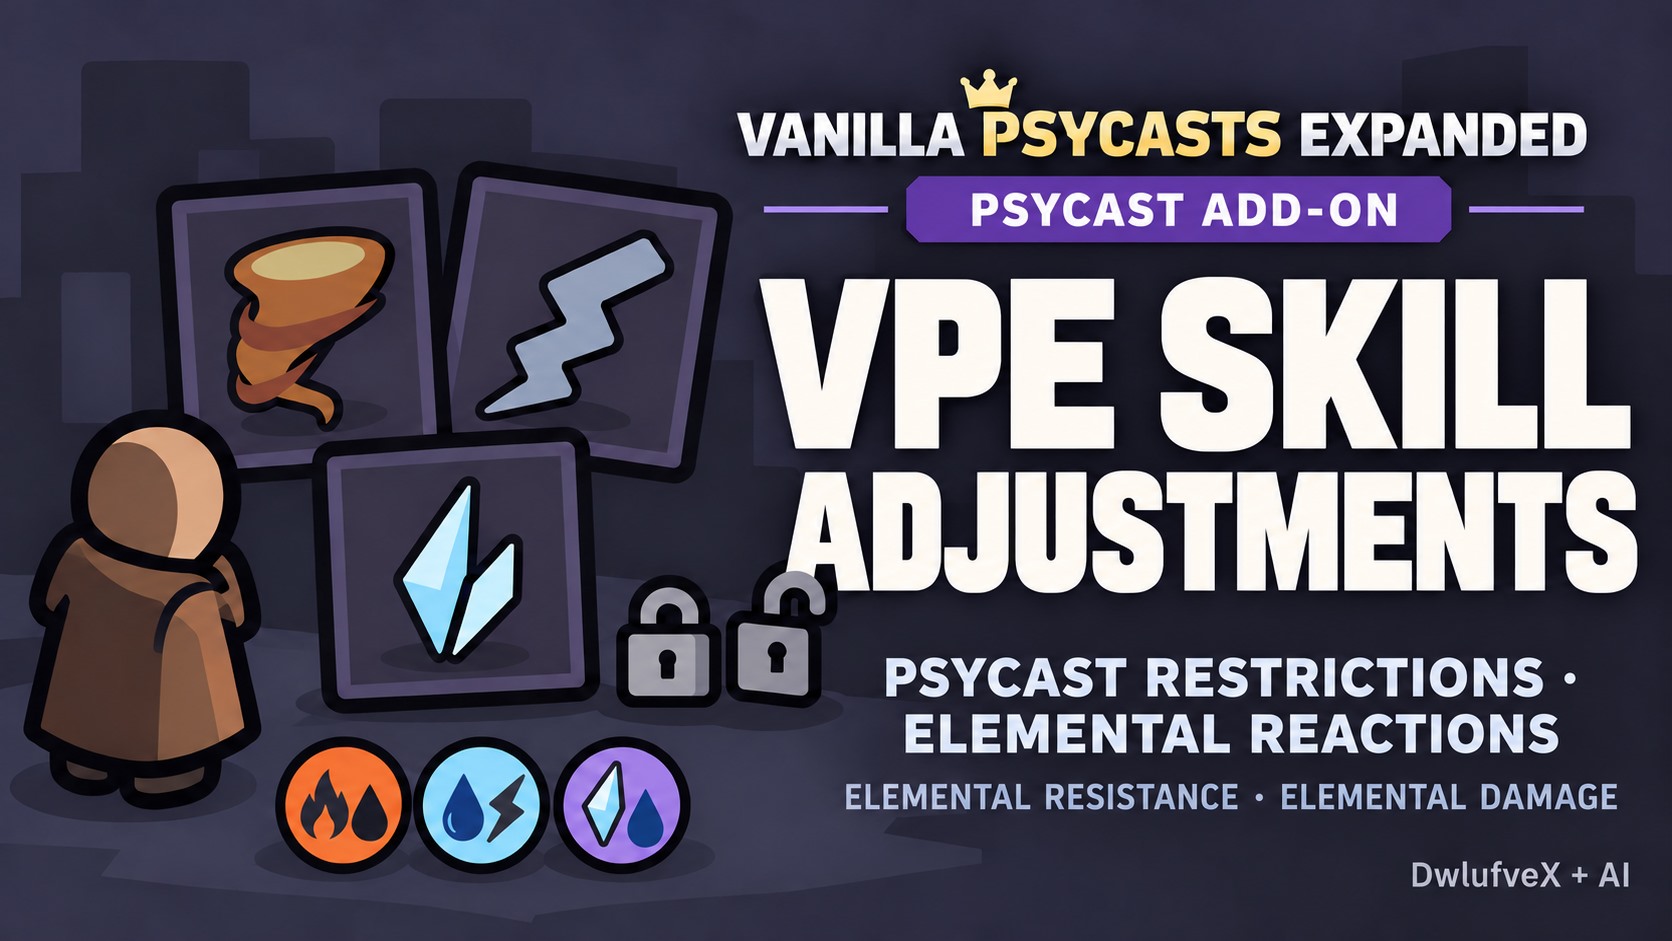 VANILLA PSYCASTS EXPANDED
PSYCAST ADD-ON
VPE SKILL
ADJUSTMENTS
PSYCAST RESTRICTIONS •
ELEMENTAL REACTIONS
ELEMENTAL RESISTANCE • ELEMENTAL DAMAGE
DwlufveX + AI